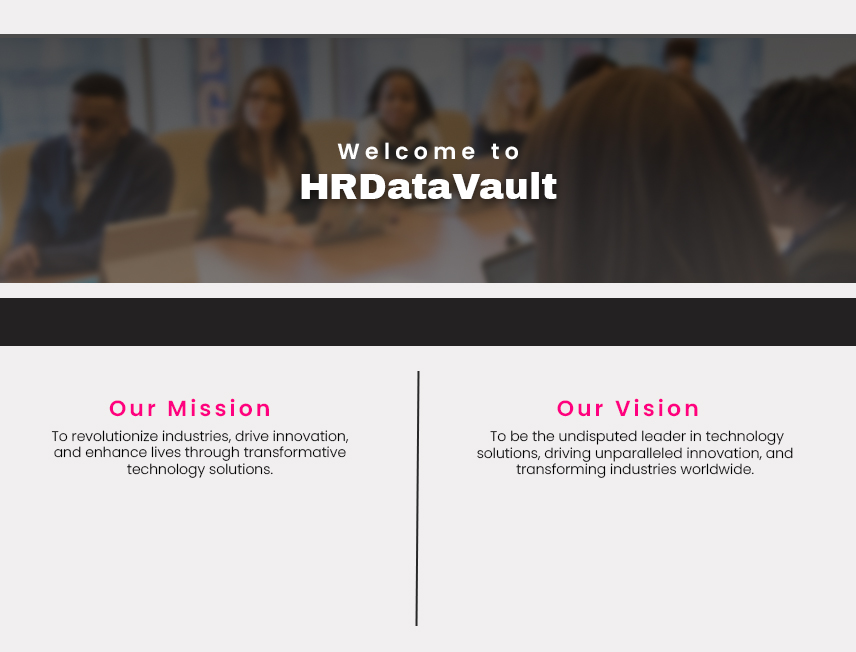 Welcome to
HRDataVault
Our Mission
To revolutionize industries, drive innovation,
and enhance lives through transformative
technology solutions.
Our Vision
To be the undisputed leader in technology
solutions, driving unparalleled innovation, and
transforming industries worldwide.